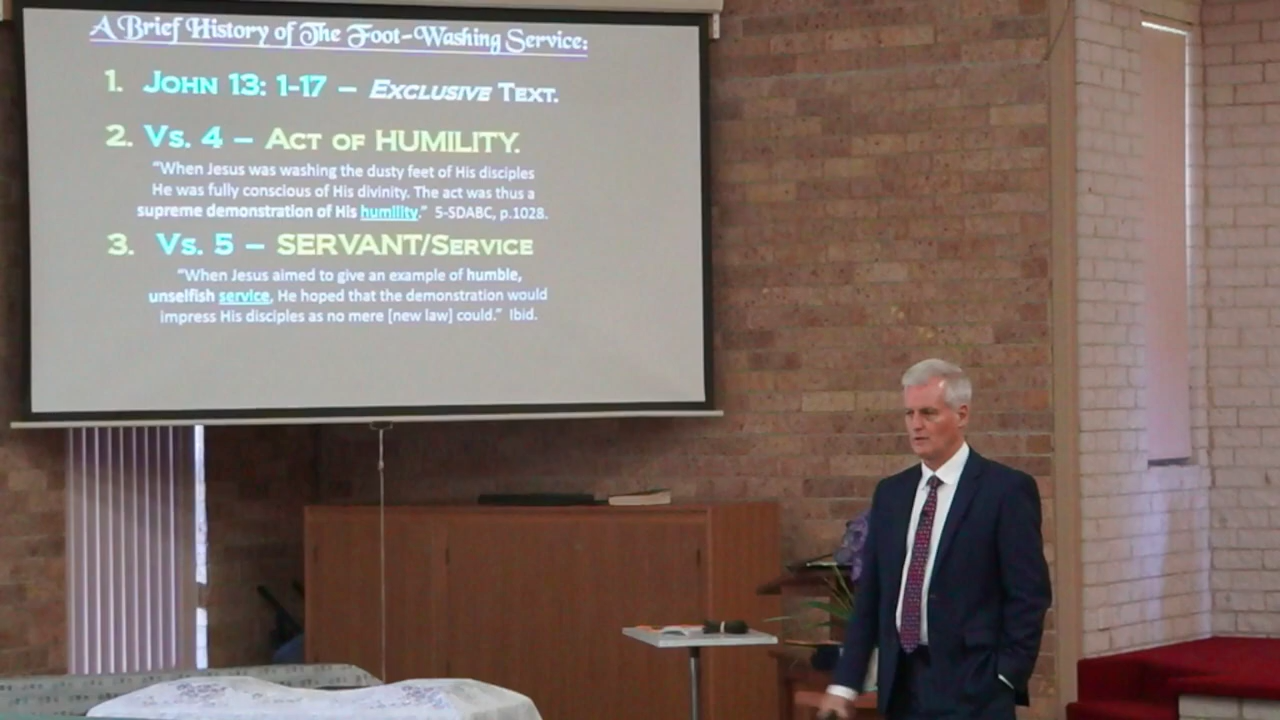 A Brief History of The Foot-Washing Service:
1. John 13: 1-17 – Exclusive Text.
2. Vs. 4 – Act of HUMILITY.
“When Jesus was washing the dusty feet of His disciples
He was fully conscious of His divinity. The act was thus a
supreme demonstration of His humility.” 5-SDABC, p.1028.
3. Vs. 5 – SERVANT/Service
“When Jesus aimed to give an example of humble,
unselfish service, He hoped that the demonstration would
impress His disciples as no mere [new law] could.” Ibid.